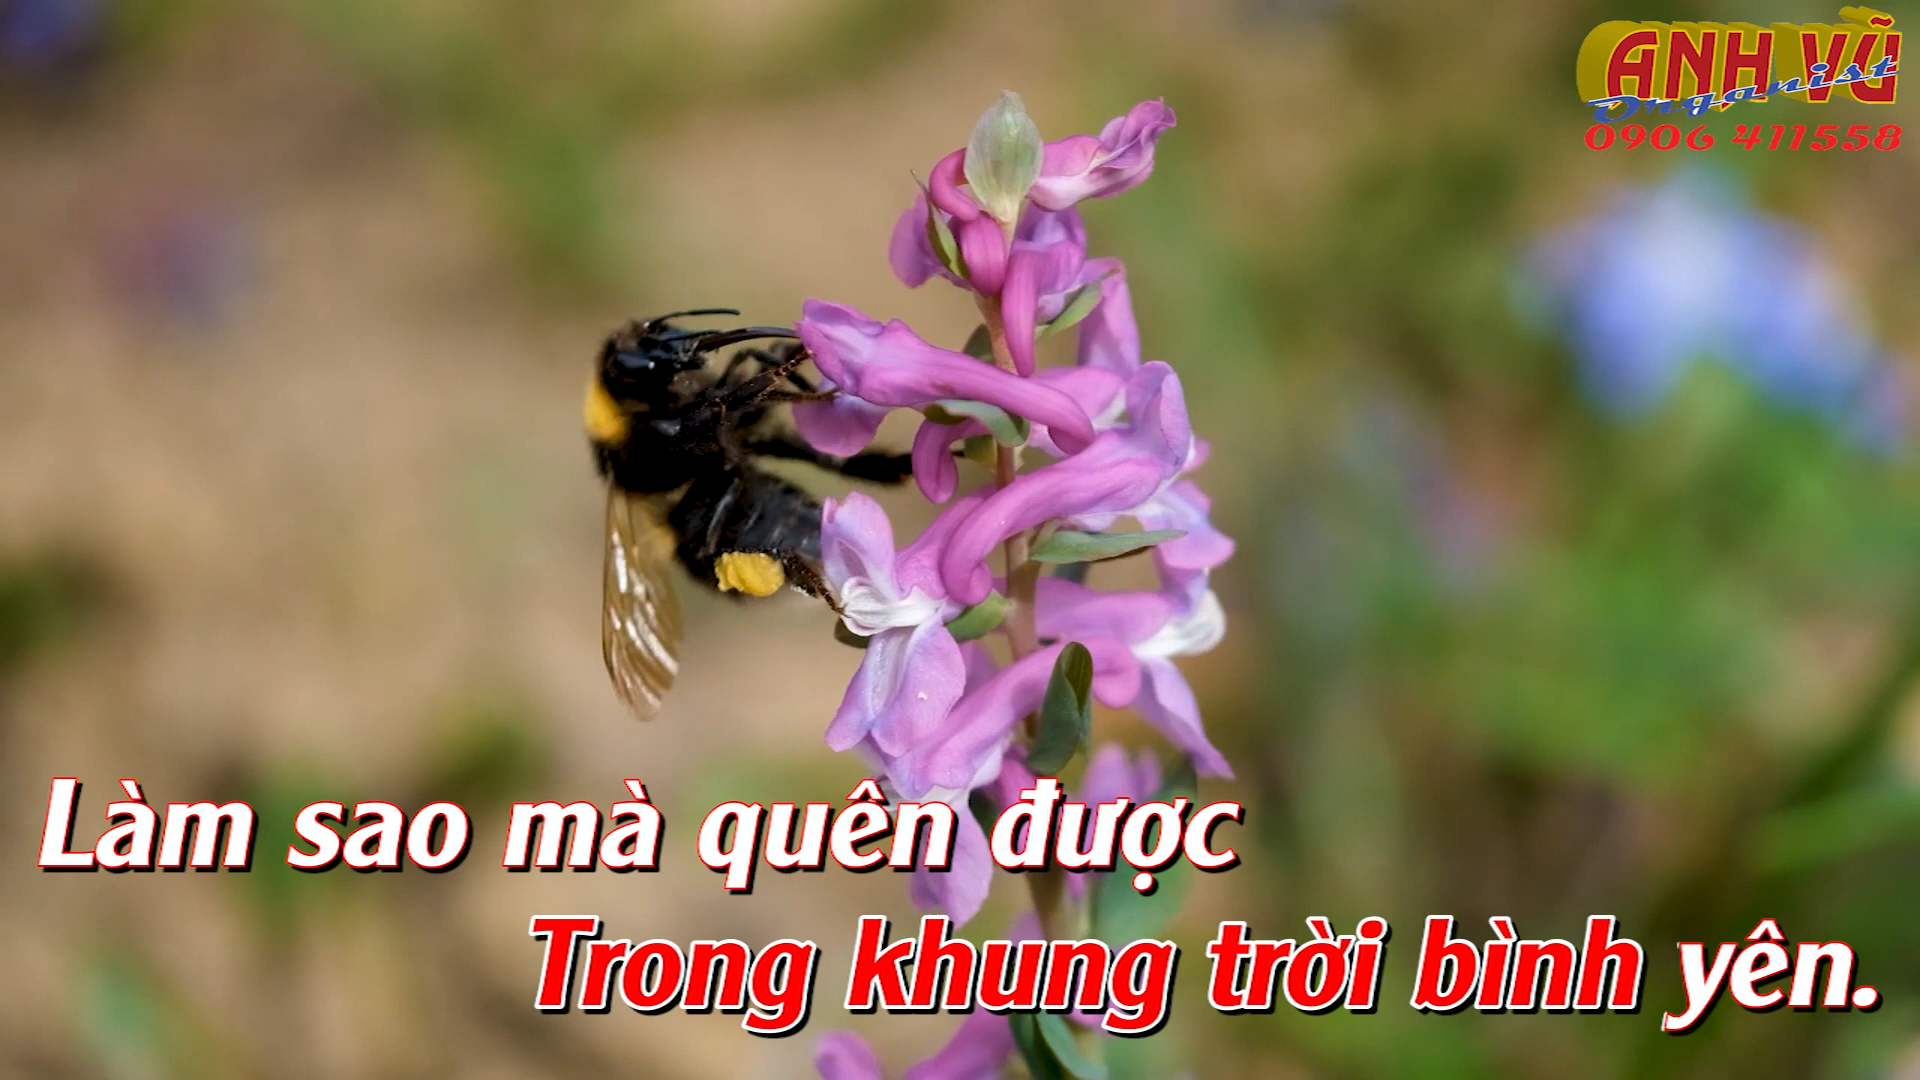 ANH VŨ
Organist
0906 411558
Làm sao mà quên được
Trong khung trời bình yên.